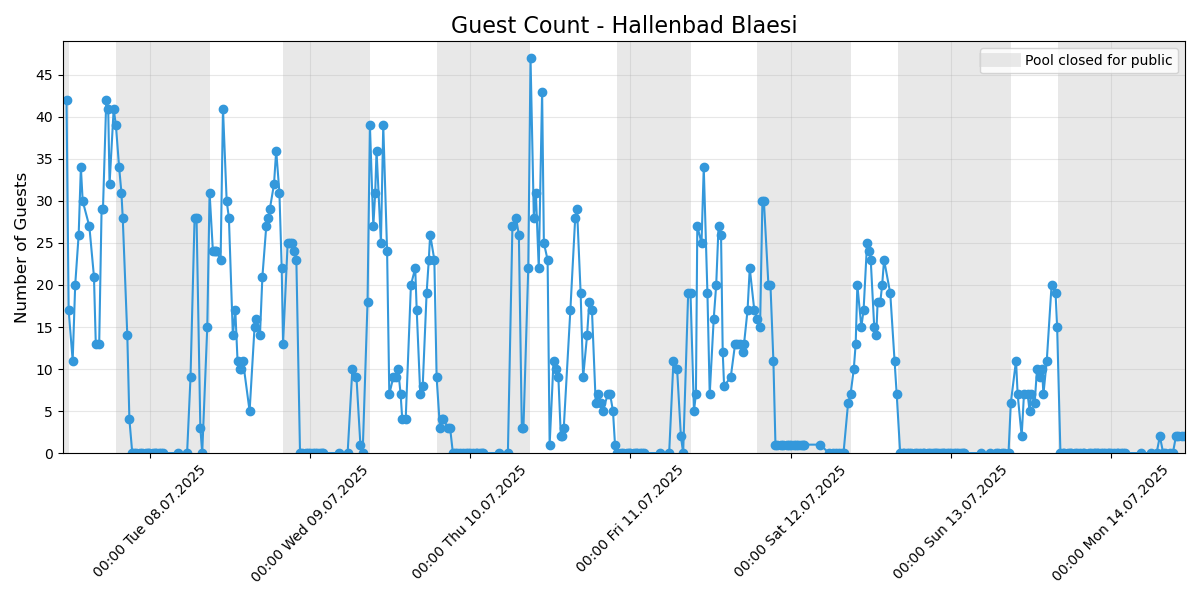 Guest Count - Hallenbad Blaesi
Pool closed for public
Number of Guests
45
40
35
30
25
20
15
10
5
0
00:00 Tue 08.07.2025
00:00 Wed 09.07.2025
00:00 Thu 10.07.2025
00:00 Fri 11.07.2025
00:00 Sat 12.07.2025
00:00 Sun 13.07.2025
00:00 Mon 14.07.2025